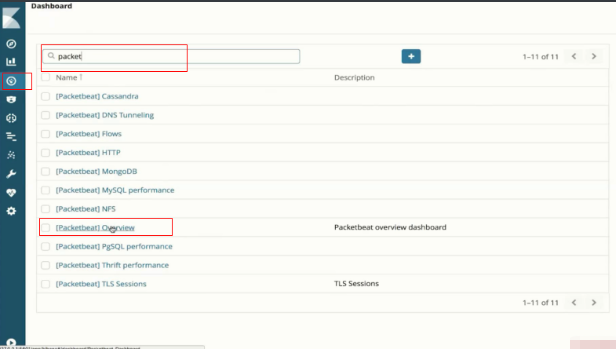 Dashboard
packet
1–11 of 11
Name
Description
[Packetbeat] Cassandra
[Packetbeat] DNS Tunneling
[Packetbeat] Flows
[Packetbeat] HTTP
[Packetbeat] MongoDB
[Packetbeat] MySQL performance
[Packetbeat] NFS
[Packetbeat] Overview
Packetbeat overview dashboard
[Packetbeat] PgSQL performance
[Packetbeat] Thrift performance
[Packetbeat] TLS Sessions
TLS Sessions
1–11 of 11